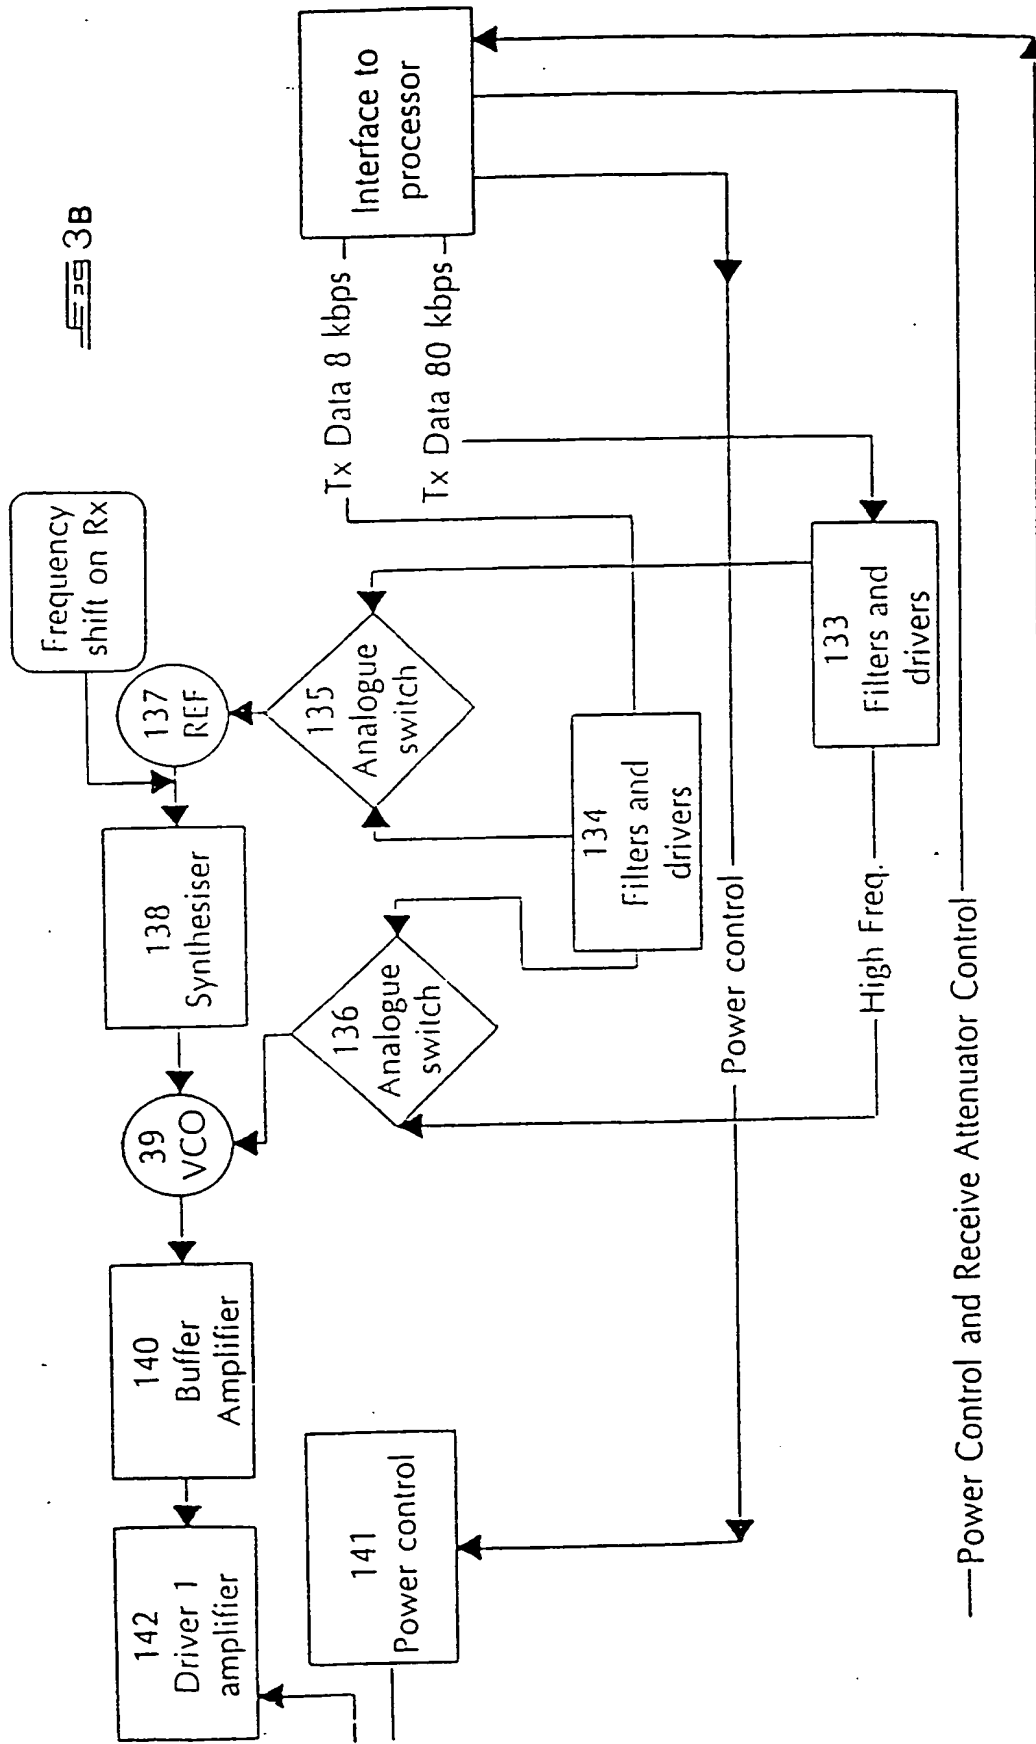 Fig 3B
Frequency
shift on Rx
137
REF
138
Synthesiser
39
VCO
140
Buffer
Amplifier
142
Driver 1
amplifier
135
Analogue
switch
136
Analogue
switch
141
Power control
Interface to
processor
Tx Data 8 kbps
Tx Data 80 kbps
134
Filters and
drivers
133
Filters and
drivers
Power control
High Freq.
Power Control and Receive Attenuator Control